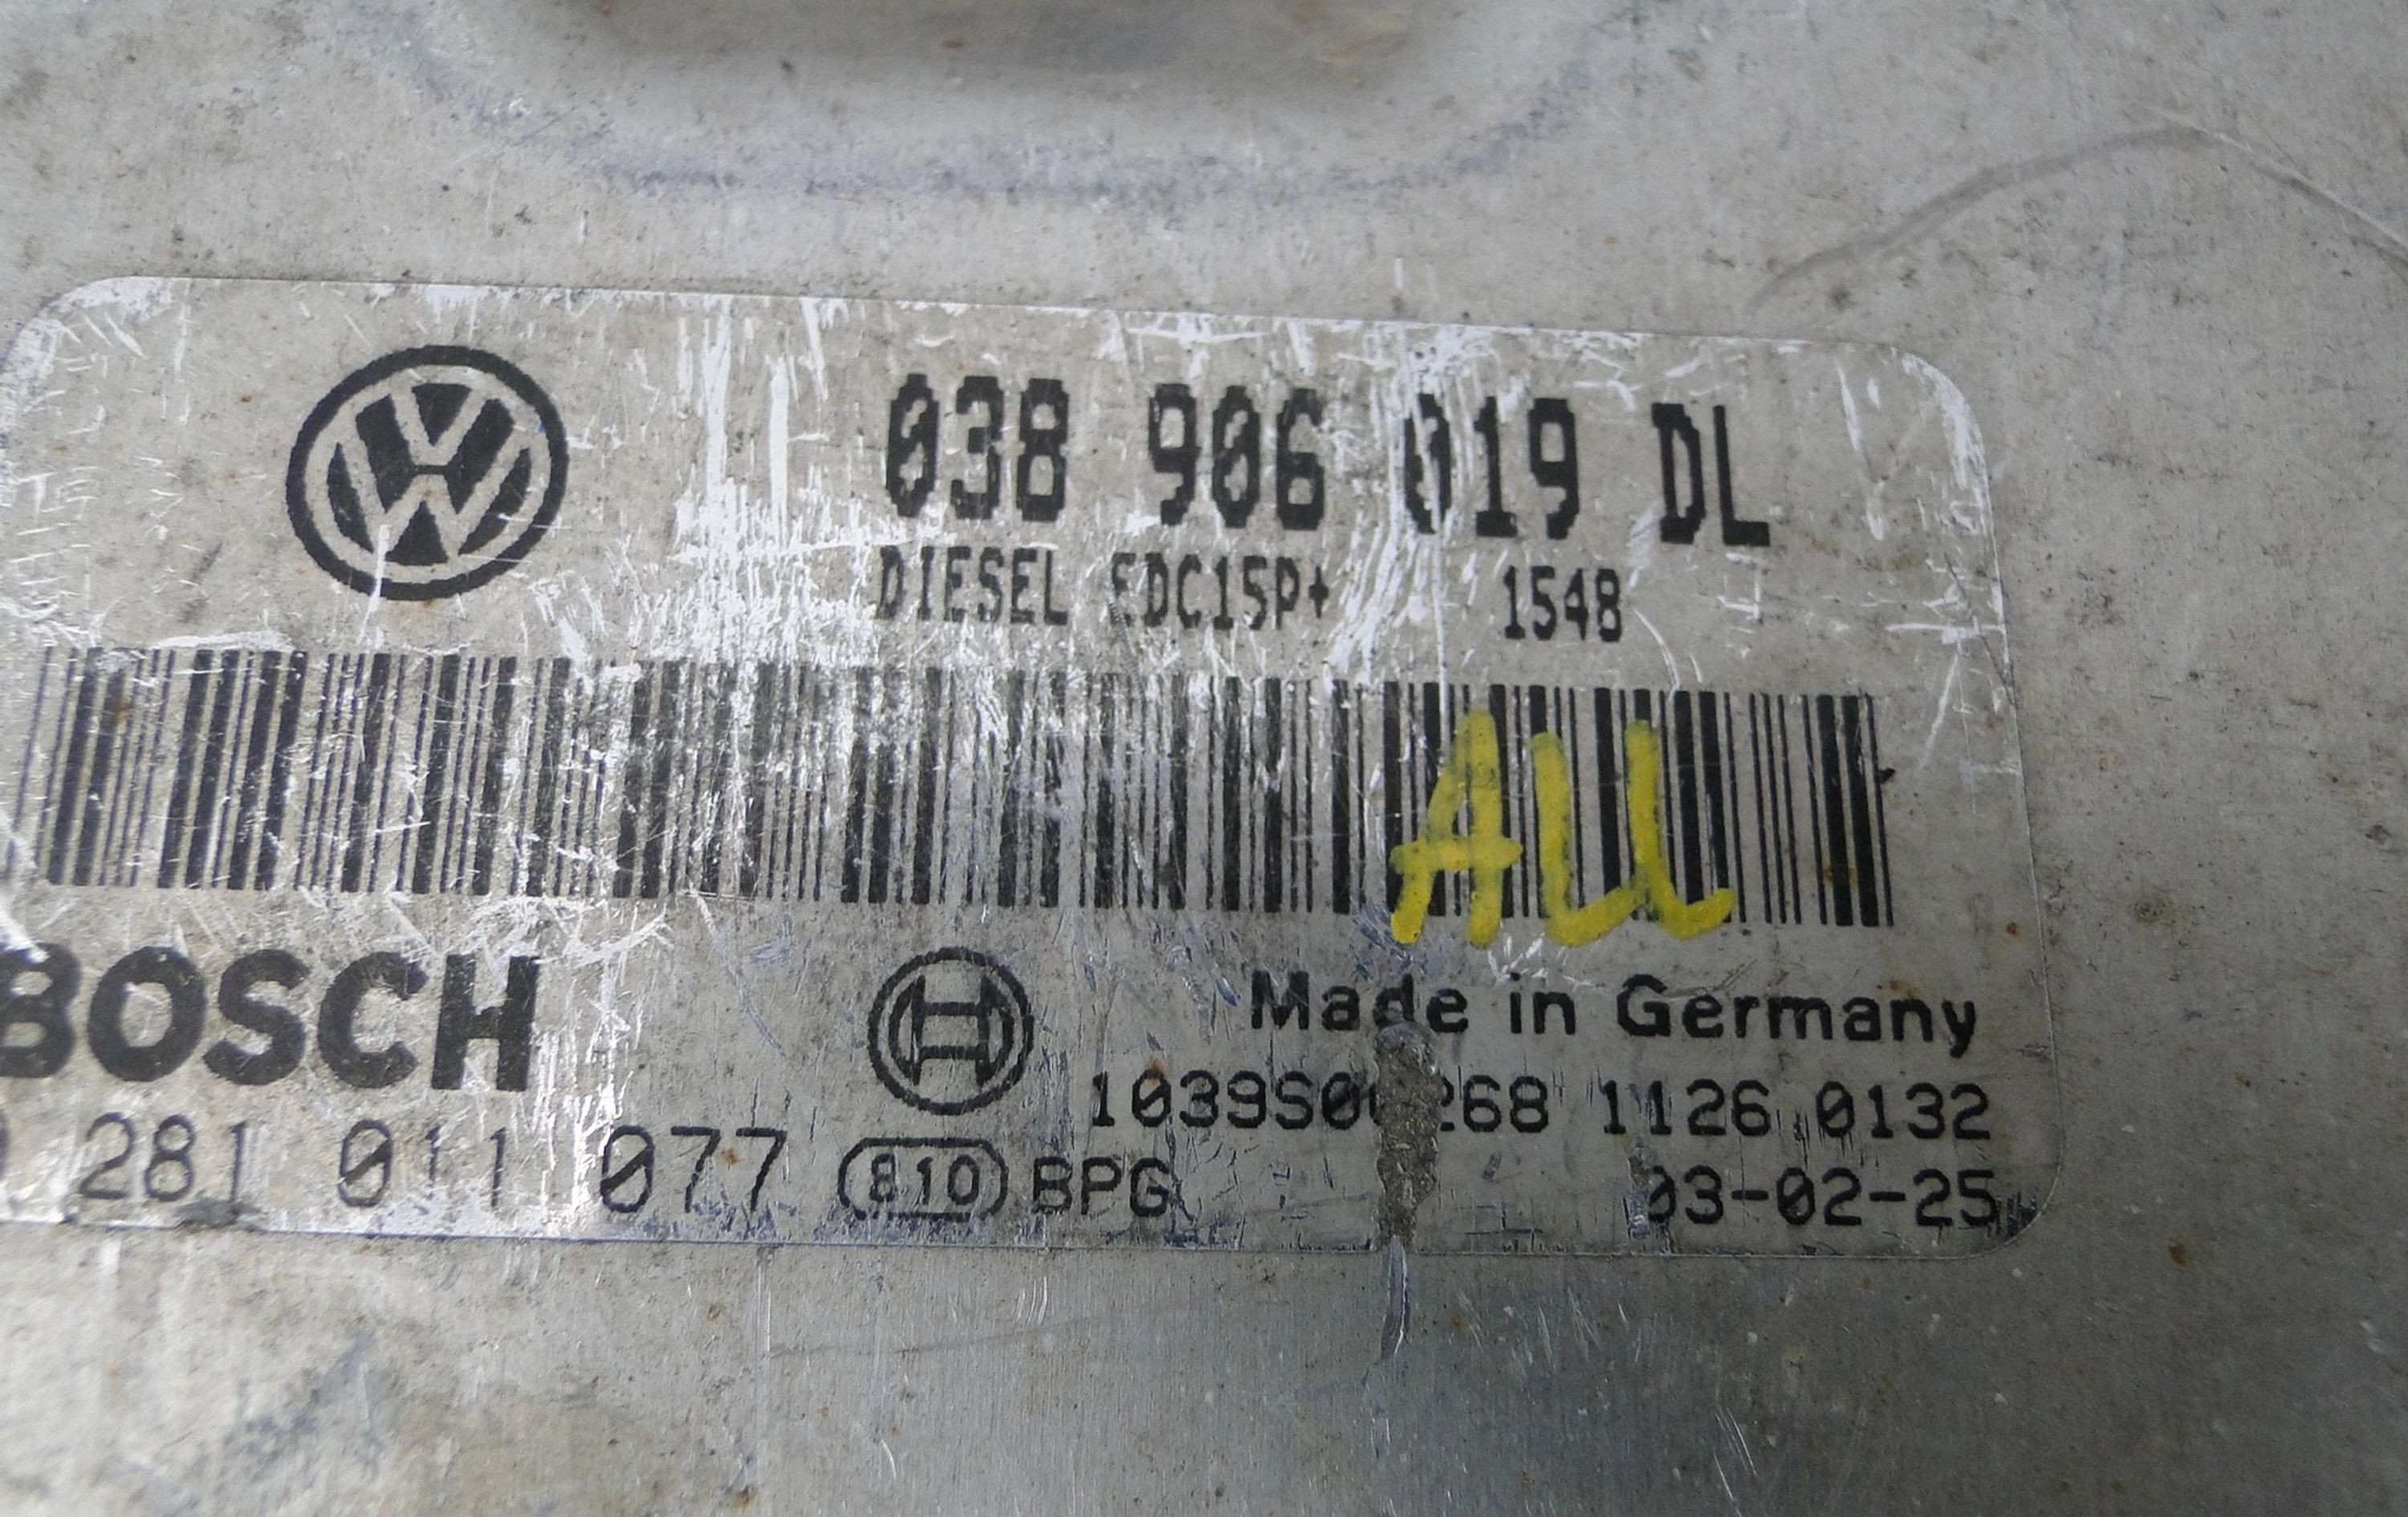 038 906 019 DL
DIESEL EDC15P+ 1548
ALL
BOSCH
Made in Germany
1126 0132
281 011 077 810 BPG
03-02-25